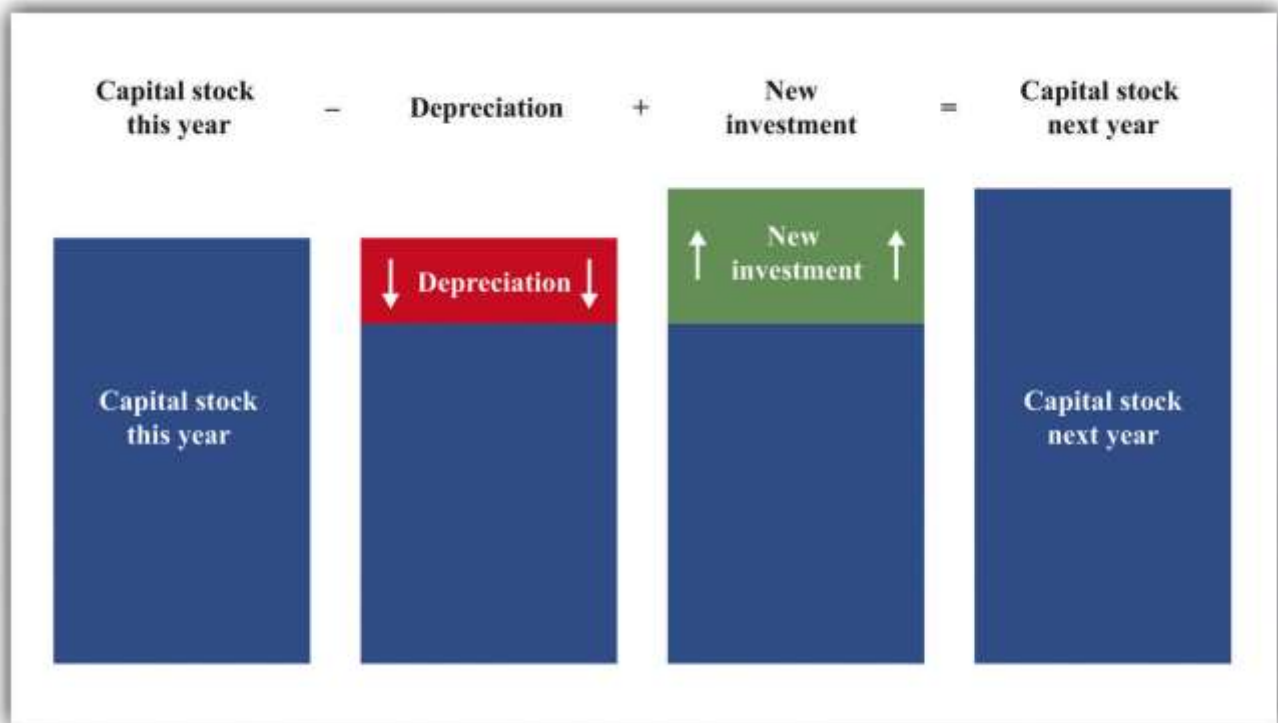 Capital stock
this year
–
Depreciation
+
New
investment
=
Capital stock
next year
Capital stock
this year
Depreciation
New
investment
Capital stock
next year